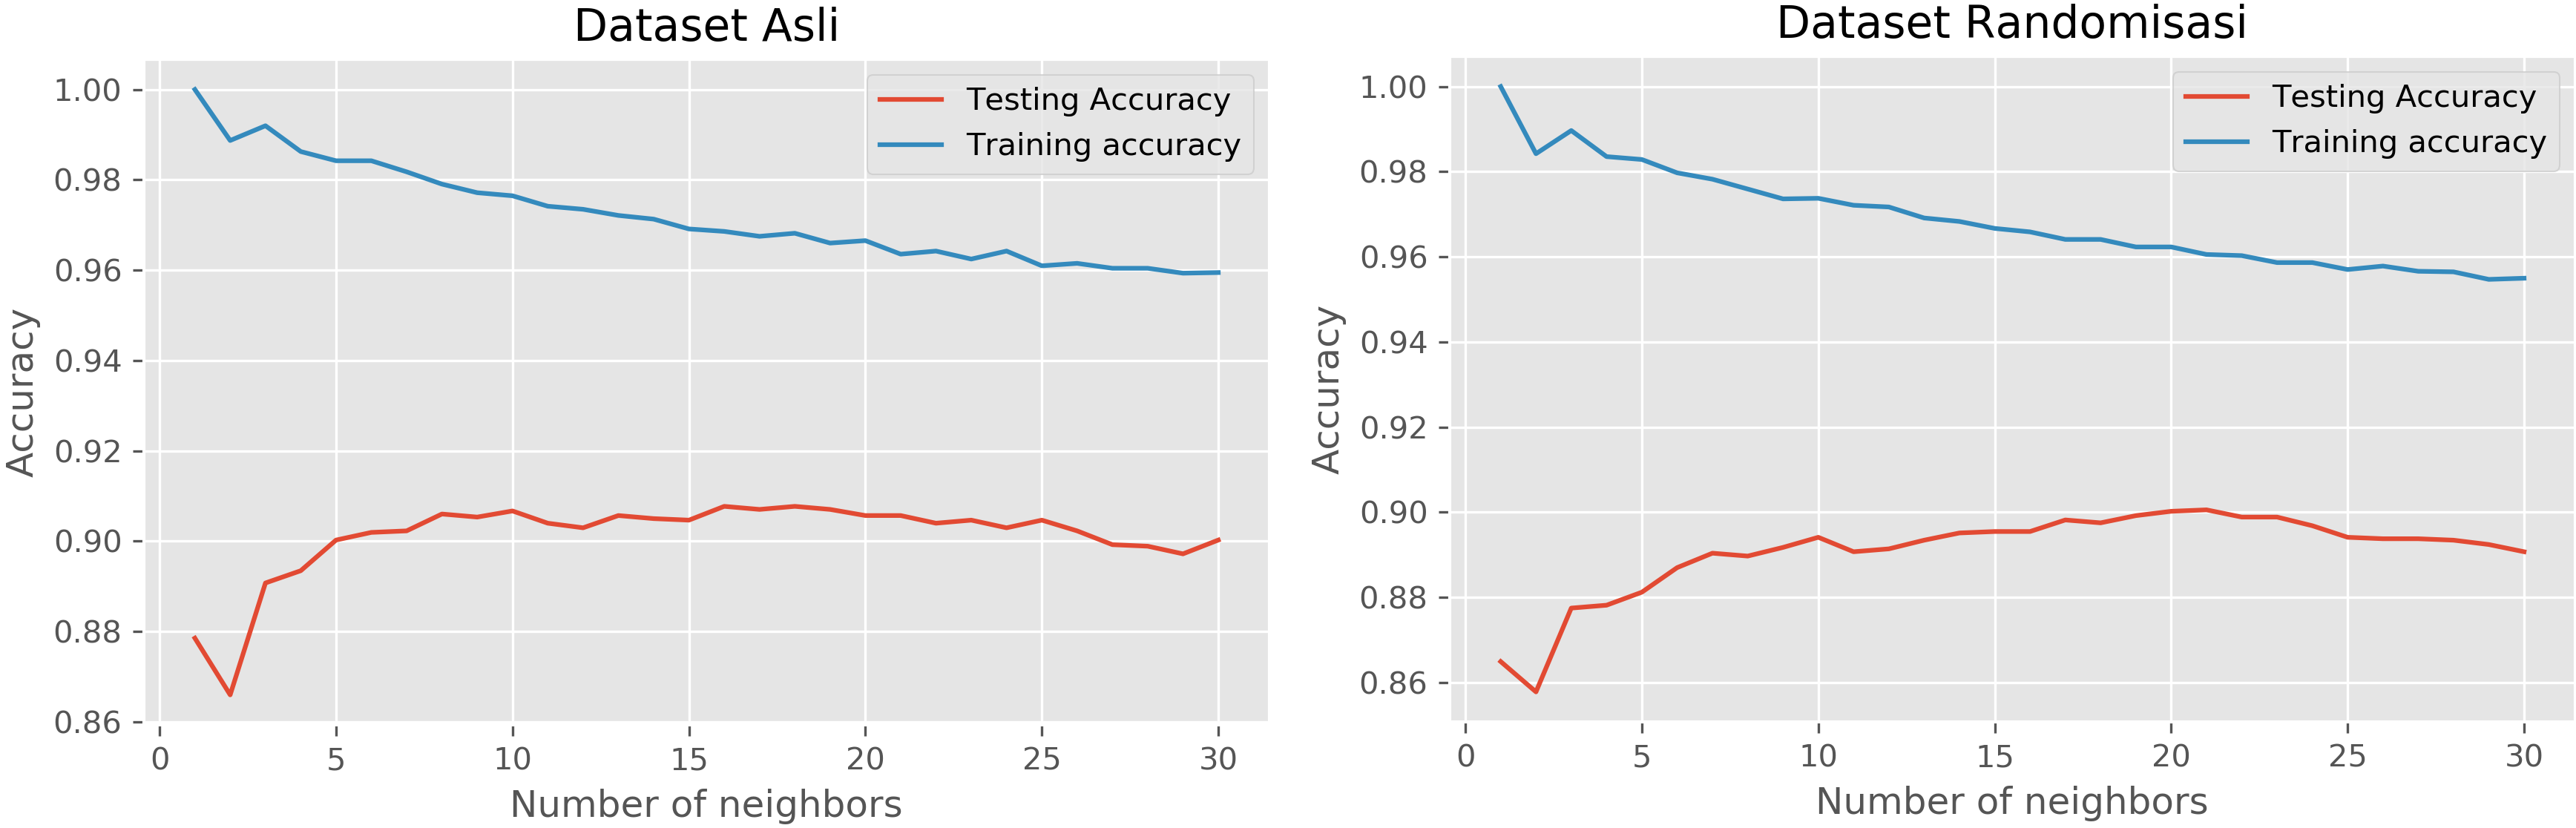 Dataset Asli
1.00
0.98
0.96
0.94
0.92
0.90
0.88
0.86
Accuracy
Testing Accuracy
Training accuracy
0 5 10 15 20 25 30
Number of neighbors
Dataset Randomisasi
1.00
0.98
0.96
0.94
0.92
0.90
0.88
0.86
Accuracy
Testing Accuracy
Training accuracy
0 5 10 15 20 25 30
Number of neighbors